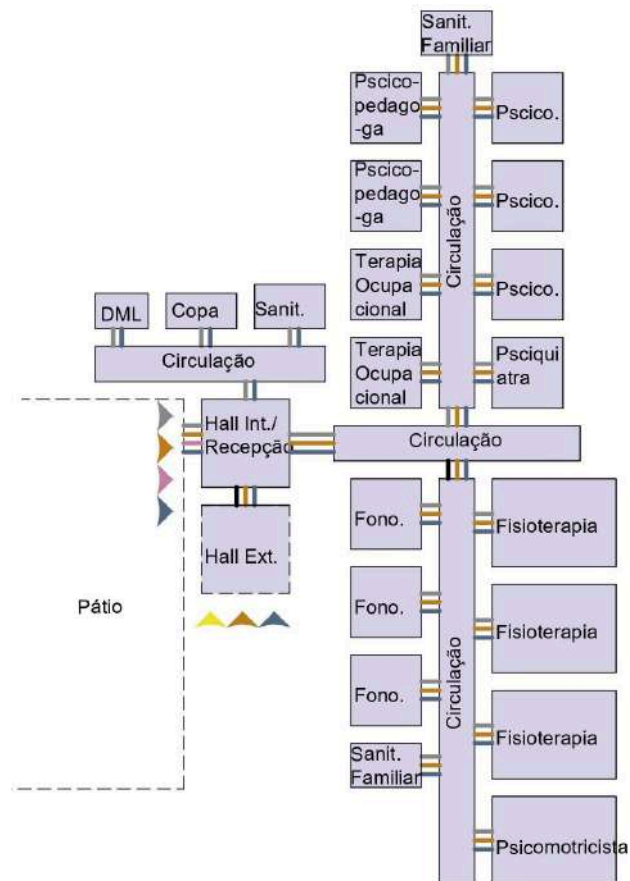 Sanit.
Familiar
Pscico-
pedago
-ga
Pscico.
Pscico-
pedago
-ga
Pscico.
Circulação
Terapia
Ocupa
cional
Pscico.
Terapia
Ocupa
cional
Psciqui
atra
DML
Copa
Sanit.
Circulação
Hall Int./
Recepção
Circulação
Hall Ext.
Pátio
Fono.
Fisioterapia
Fono.
Fisioterapia
Circulação
Fono.
Fisioterapia
Sanit.
Familiar
Psicomotricista